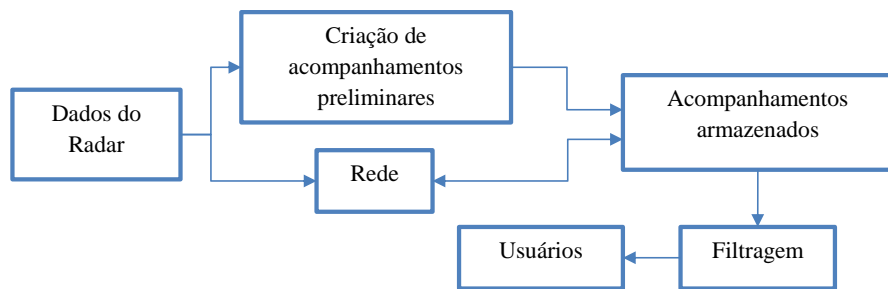 Criação de
acompanhamentos
preliminares
Dados do
Radar
Acompanhamentos
armazenados
Rede
Usuários
Filtragem